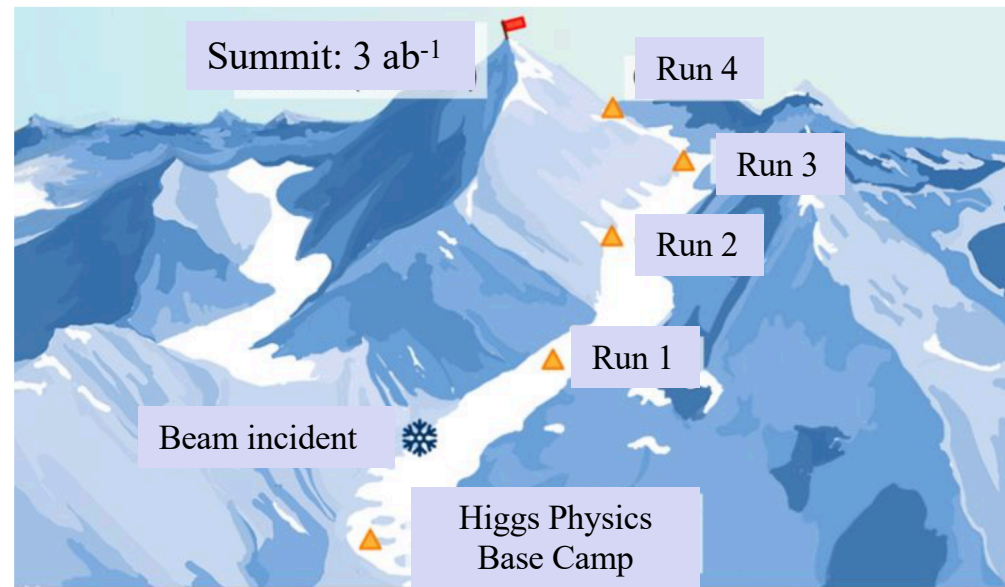 Summit: 3 ab⁻¹
Run 4
Run 3
Run 2
Run 1
Beam incident
Higgs Physics
Base Camp